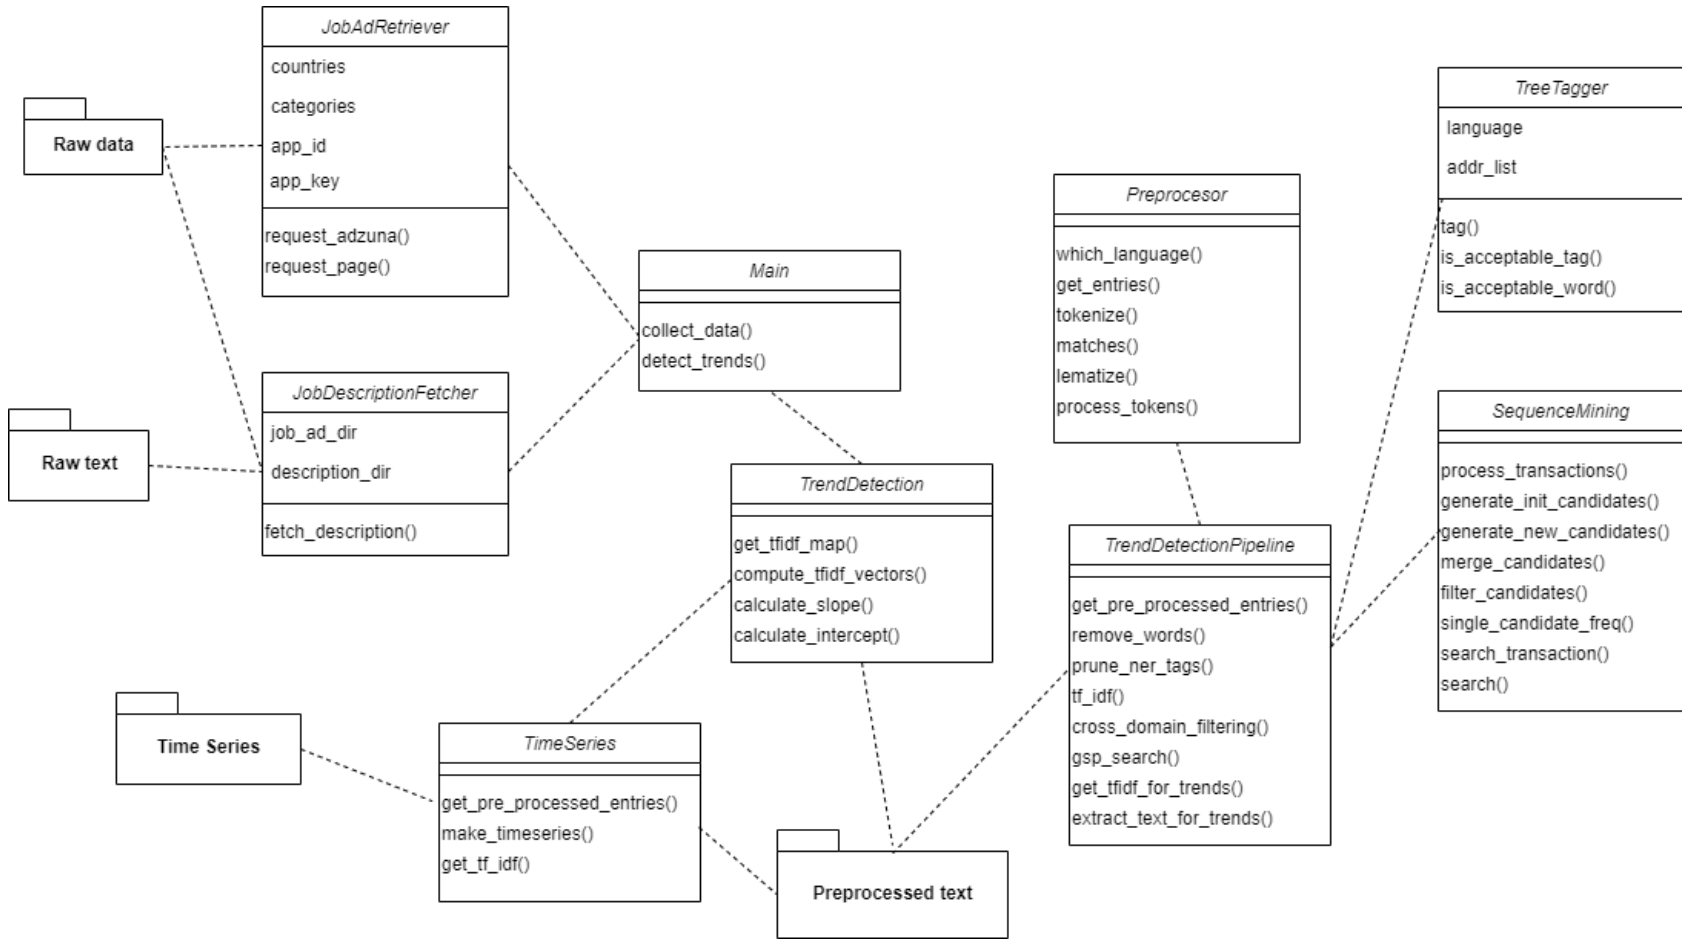 JobAdRetriever
countries
categories
app_id
app_key
request_adzuna()
request_page()
Raw data
JobDescriptionFetcher
job_ad_dir
description_dir
fetch_description()
Raw text
Main
collect_data()
detect_trends()
TrendDetection
get_tfidf_map()
compute_tfidf_vectors()
calculate_slope()
calculate_intercept()
Time Series
TimeSeries
get_pre_processed_entries()
make_timeseries()
get_tf_idf()
Preprocessed text
Preprocesor
which_language()
get_entries()
tokenize()
matches()
lematize()
process_tokens()
TrendDetectionPipeline
get_pre_processed_entries()
remove_words()
prune_ner_tags()
tf_idf()
cross_domain_filtering()
gsp_search()
get_tfidf_for_trends()
extract_text_for_trends()
TreeTagger
language
addr_list
tag()
is_acceptable_tag()
is_acceptable_word()
SequenceMining
process_transactions()
generate_init_candidates()
generate_new_candidates()
merge_candidates()
filter_candidates()
single_candidate_freq()
search_transaction()
search()